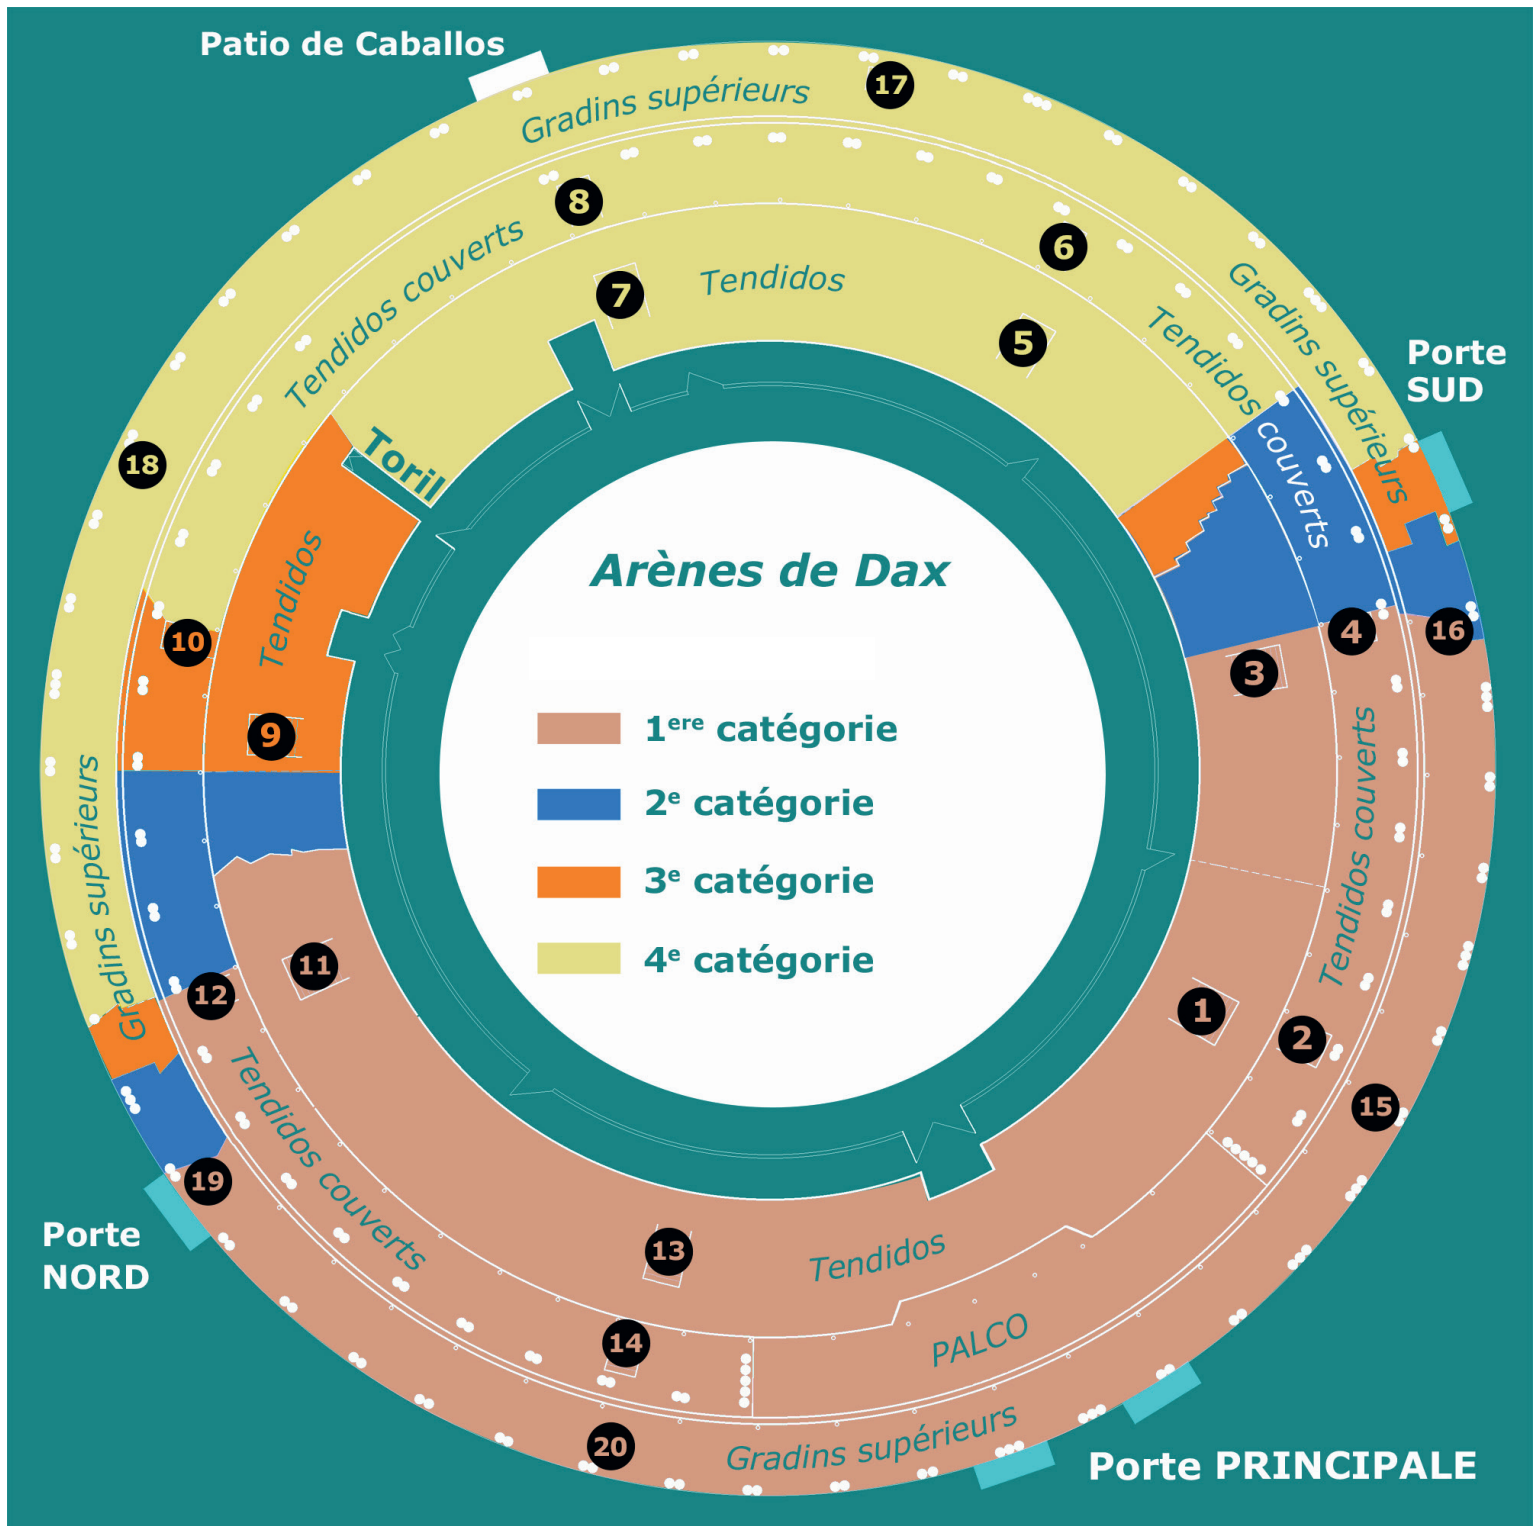 Patio de Caballos
Gradins supérieurs
17
8
Tendidos couverts
6
7
Tendidos
5
Tendidos couverts
Gradins supérieurs
Porte
SUD
18
Toril
Tendidos
10
9
Arènes de Dax
1ere catégorie
2e catégorie
3e catégorie
4e catégorie
3
4
16
Tendidos couverts
Gradins supérieurs
11
12
1
2
15
Tendidos couverts
19
Porte
NORD
13
Tendidos
14
PALCO
20
Gradins supérieurs
Porte PRINCIPALE